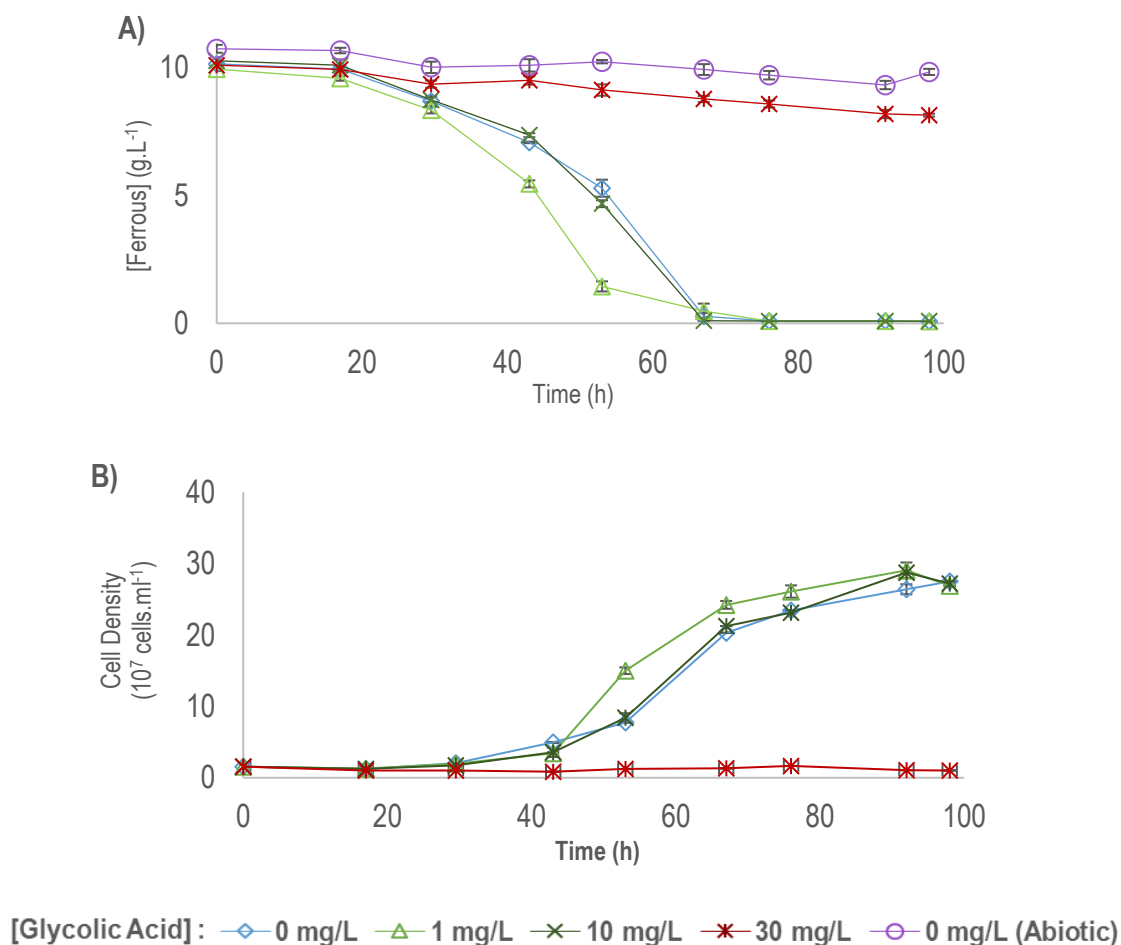 A)
10
5
0
[Ferrous] (g.L⁻¹)
0 20 40 60 80 100
Time (h)
B)
40
30
20
10
0
Cell Density
(10⁷ cells.ml⁻¹)
0 20 40 60 80 100
Time (h)
[Glycolic Acid] : 0 mg/L 1 mg/L 10 mg/L 30 mg/L 0 mg/L (Abiotic)